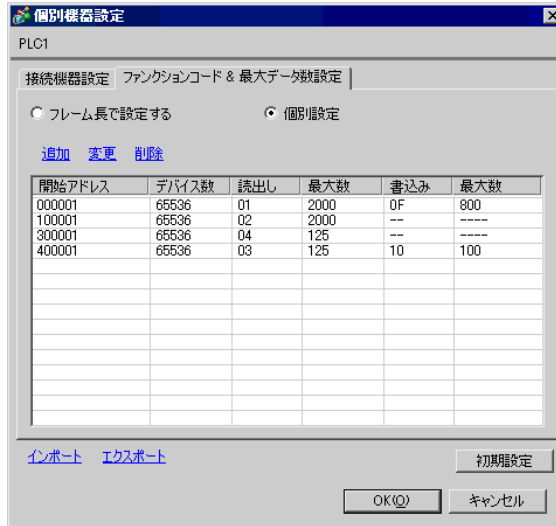 個別機器設定
PLC1
接続機器設定 ファンクションコード & 最大データ数設定
フレーム長で設定する 個別設定
追加 変更 削除
開始アドレス デバイス数 読出し 最大数 書込み 最大数
000001 65536 01 2000 0F 800
100001 65536 02 2000 -- ----
300001 65536 04 125 -- ----
400001 65536 03 125 10 100
インポート エクスポート 初期設定
OK(O) キャンセル